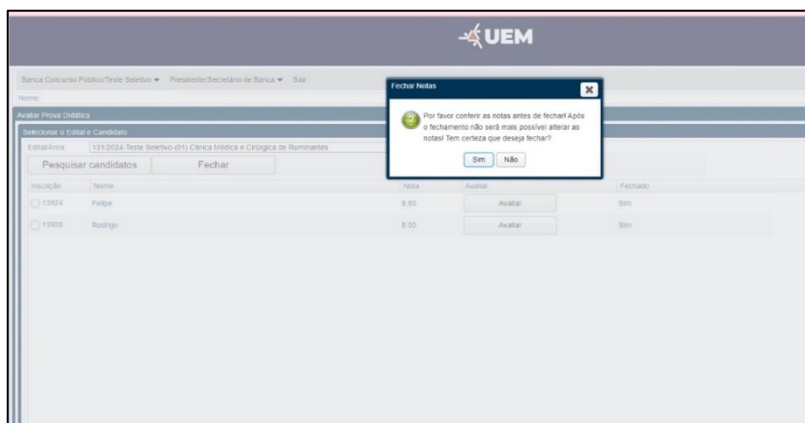 UEM
Banca Concurso Público/Teste Seletivo Presidente/Secretário de Banca Sair
Nome:
Fechar Notas
Por favor conferir as notas antes de fechar! Após
o fechamento não será mais possível alterar as
notas! Tem certeza que deseja fechar?
Sim Não
Avaliar Prova Didática
Selecionar o Edital e Candidato
Edital/Área: 131/2024-Teste Seletivo-(01) Clínica Médica e Cirúrgica de Ruminantes
Pesquisar candidatos Fechar
Inscrição Nome Nota Avaliar Fechado
13924 Felipe Avaliar Sim
Rodrigo 8.50 Avaliar Sim